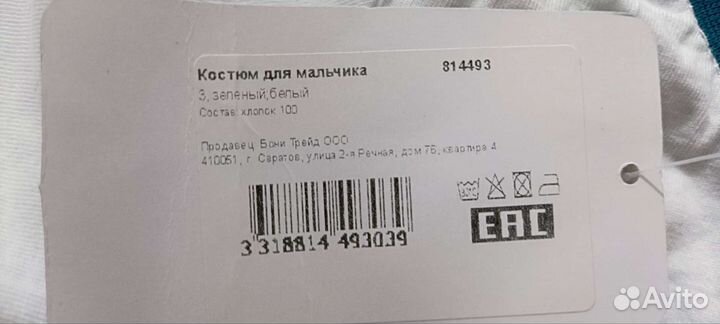 Костюм для мальчика 814493
3, зеленый,белый
Состав хлопок 100
Продавец Бони Трейд ООО
410051, г. Саратов, улица 2-я Речная, дом 7Б, квартира 4
3 318814 493039
EAC
Avito